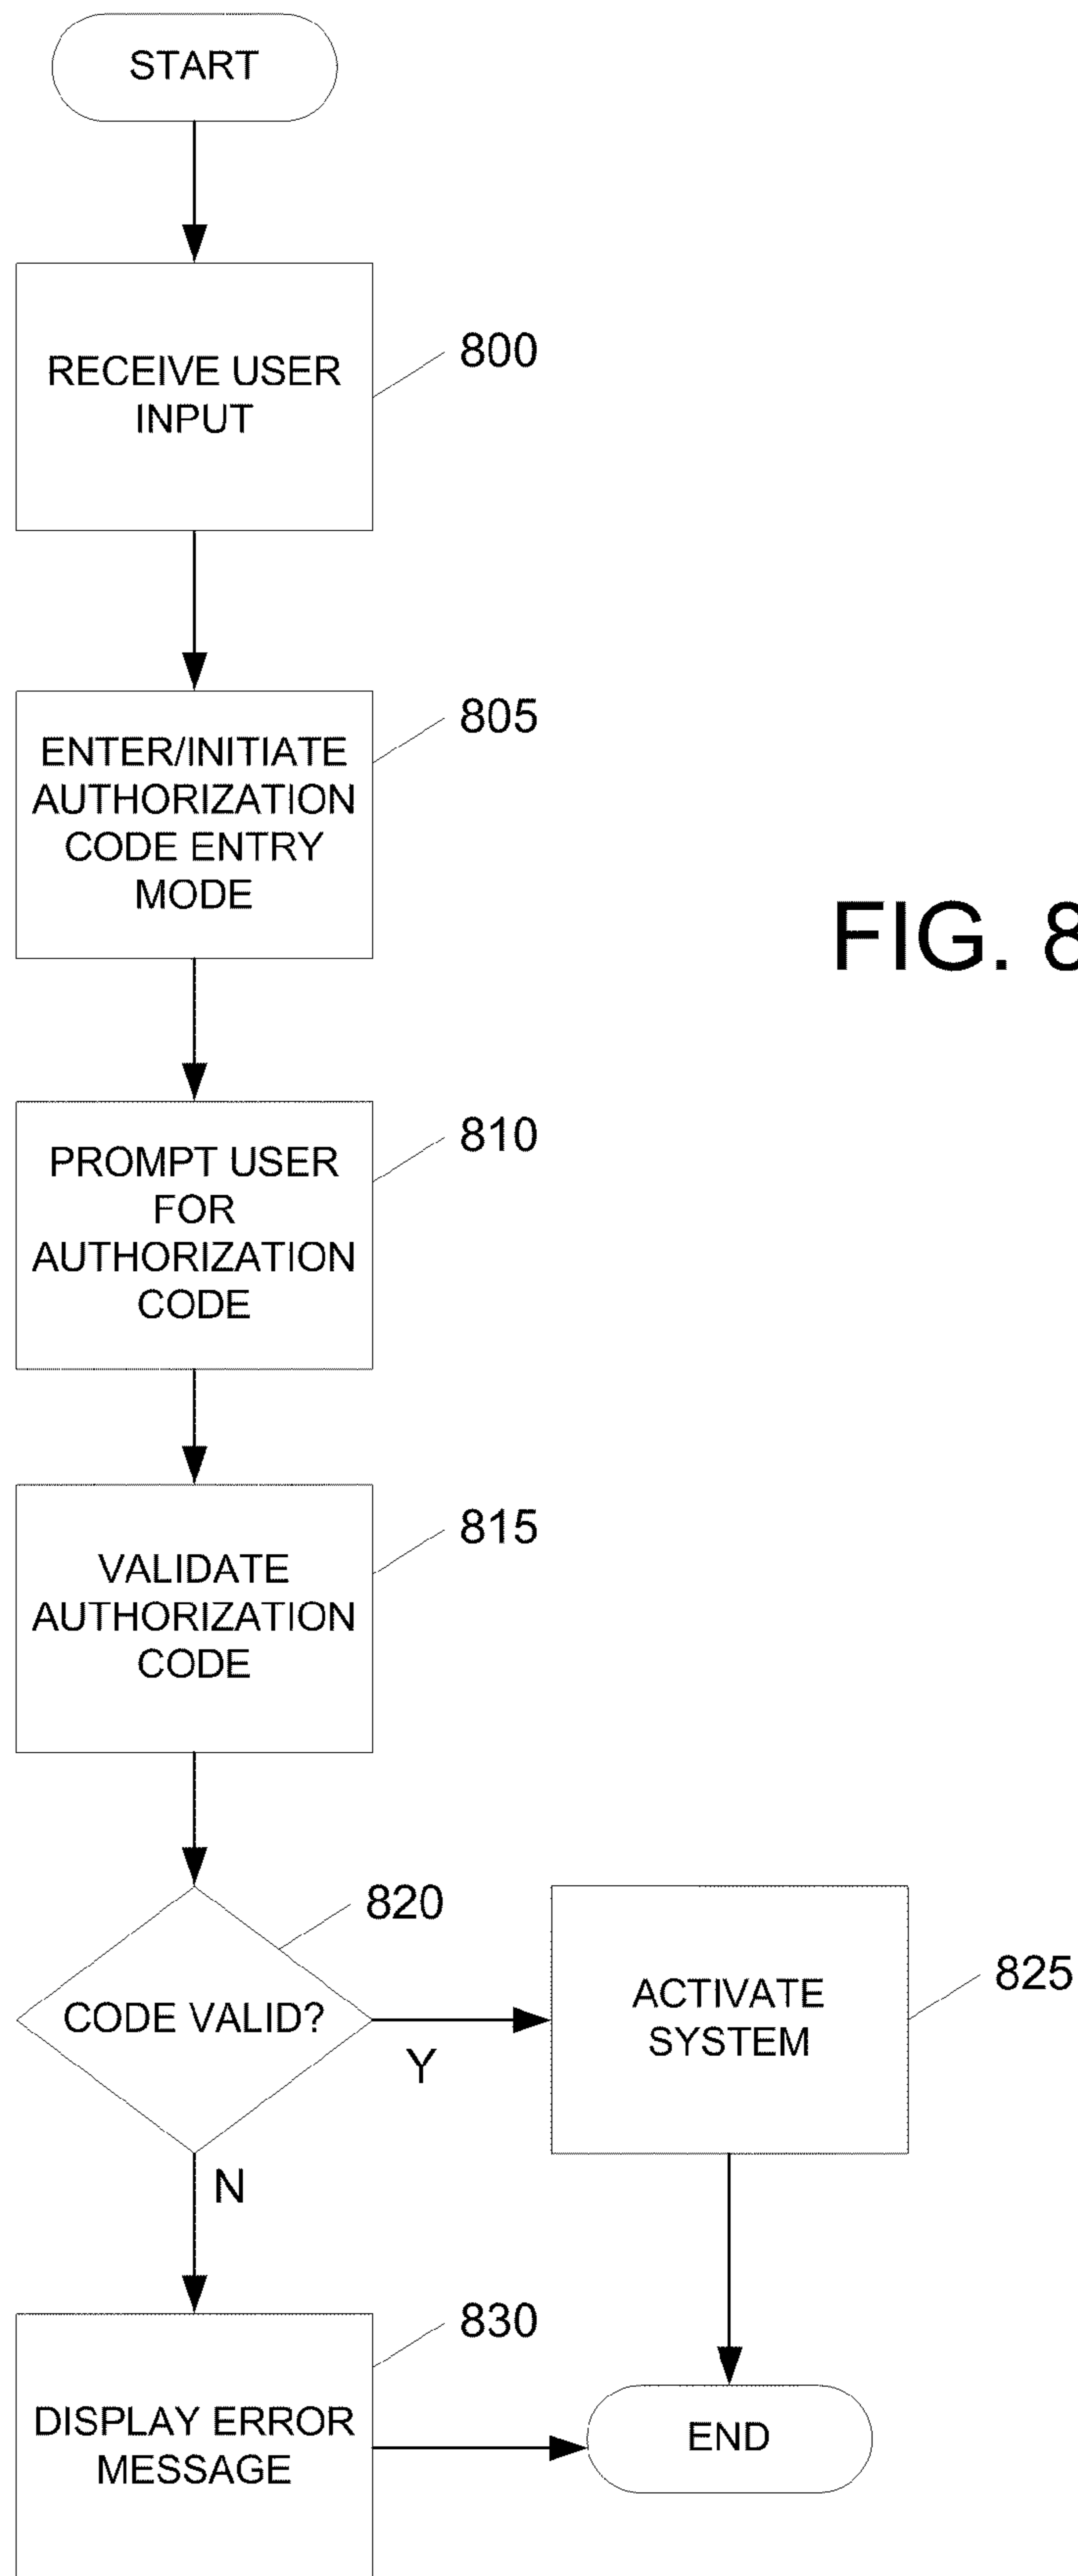 START
RECEIVE USER
INPUT
800
ENTER/INITIATE
AUTHORIZATION
CODE ENTRY
MODE
805
FIG. 8
PROMPT USER
FOR
AUTHORIZATION
CODE
810
VALIDATE
AUTHORIZATION
CODE
815
CODE VALID?
820
Y
N
ACTIVATE
SYSTEM
825
DISPLAY ERROR
MESSAGE
830
END